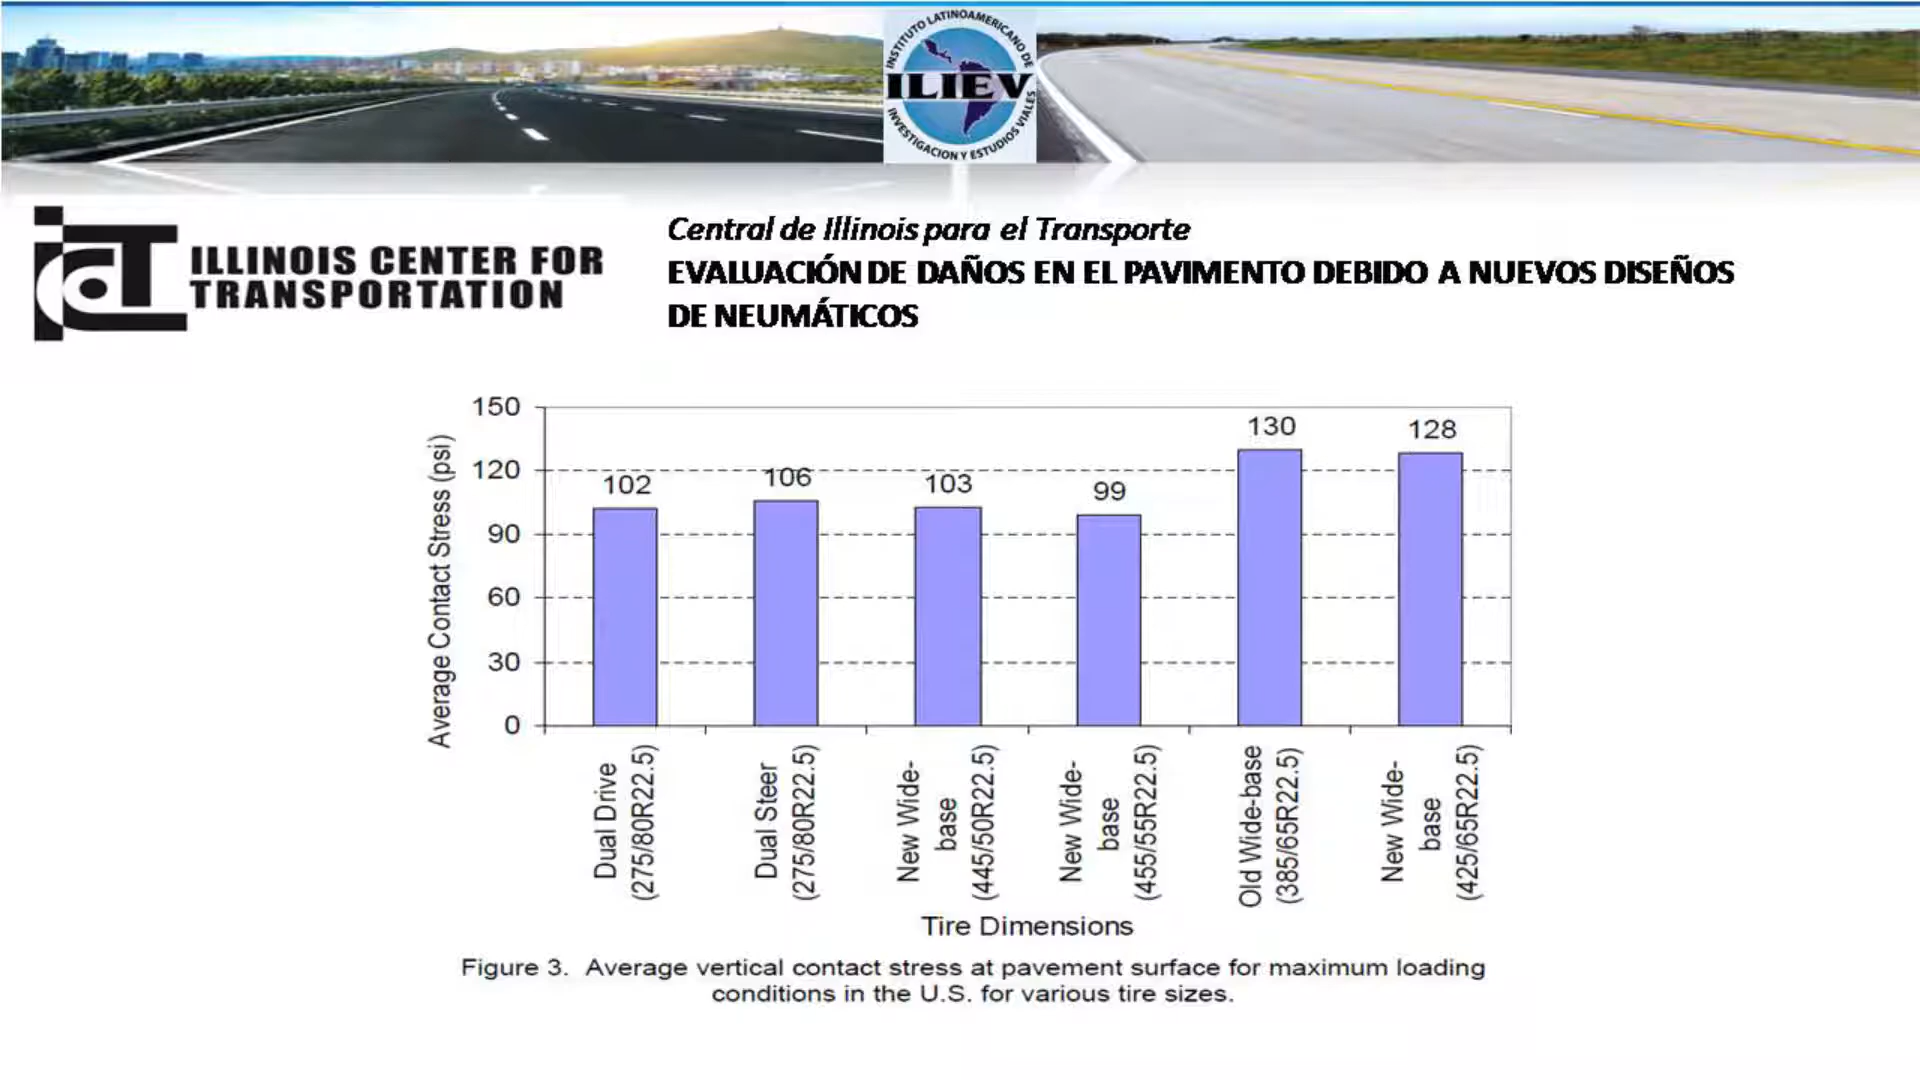 INSTITUTO LATINOAMERICANO DE
ILIEV
INVESTIGACION Y ESTUDIOS VIALES
ICT
ILLINOIS CENTER FOR
TRANSPORTATION
Central de Illinois para el Transporte
EVALUACIÓN DE DAÑOS EN EL PAVIMENTO DEBIDO A NUEVOS DISEÑOS
DE NEUMÁTICOS
Average Contact Stress (psi)
150
120
90
60
30
0
102
106
103
99
130
128
Dual Drive
(275/80R22.5)
Dual Steer
(275/80R22.5)
New Wide-
base
(445/50R22.5)
New Wide-
base
(455/55R22.5)
Old Wide-base
(385/65R22.5)
New Wide-
base
(425/65R22.5)
Tire Dimensions
Figure 3. Average vertical contact stress at pavement surface for maximum loading
conditions in the U.S. for various tire sizes.